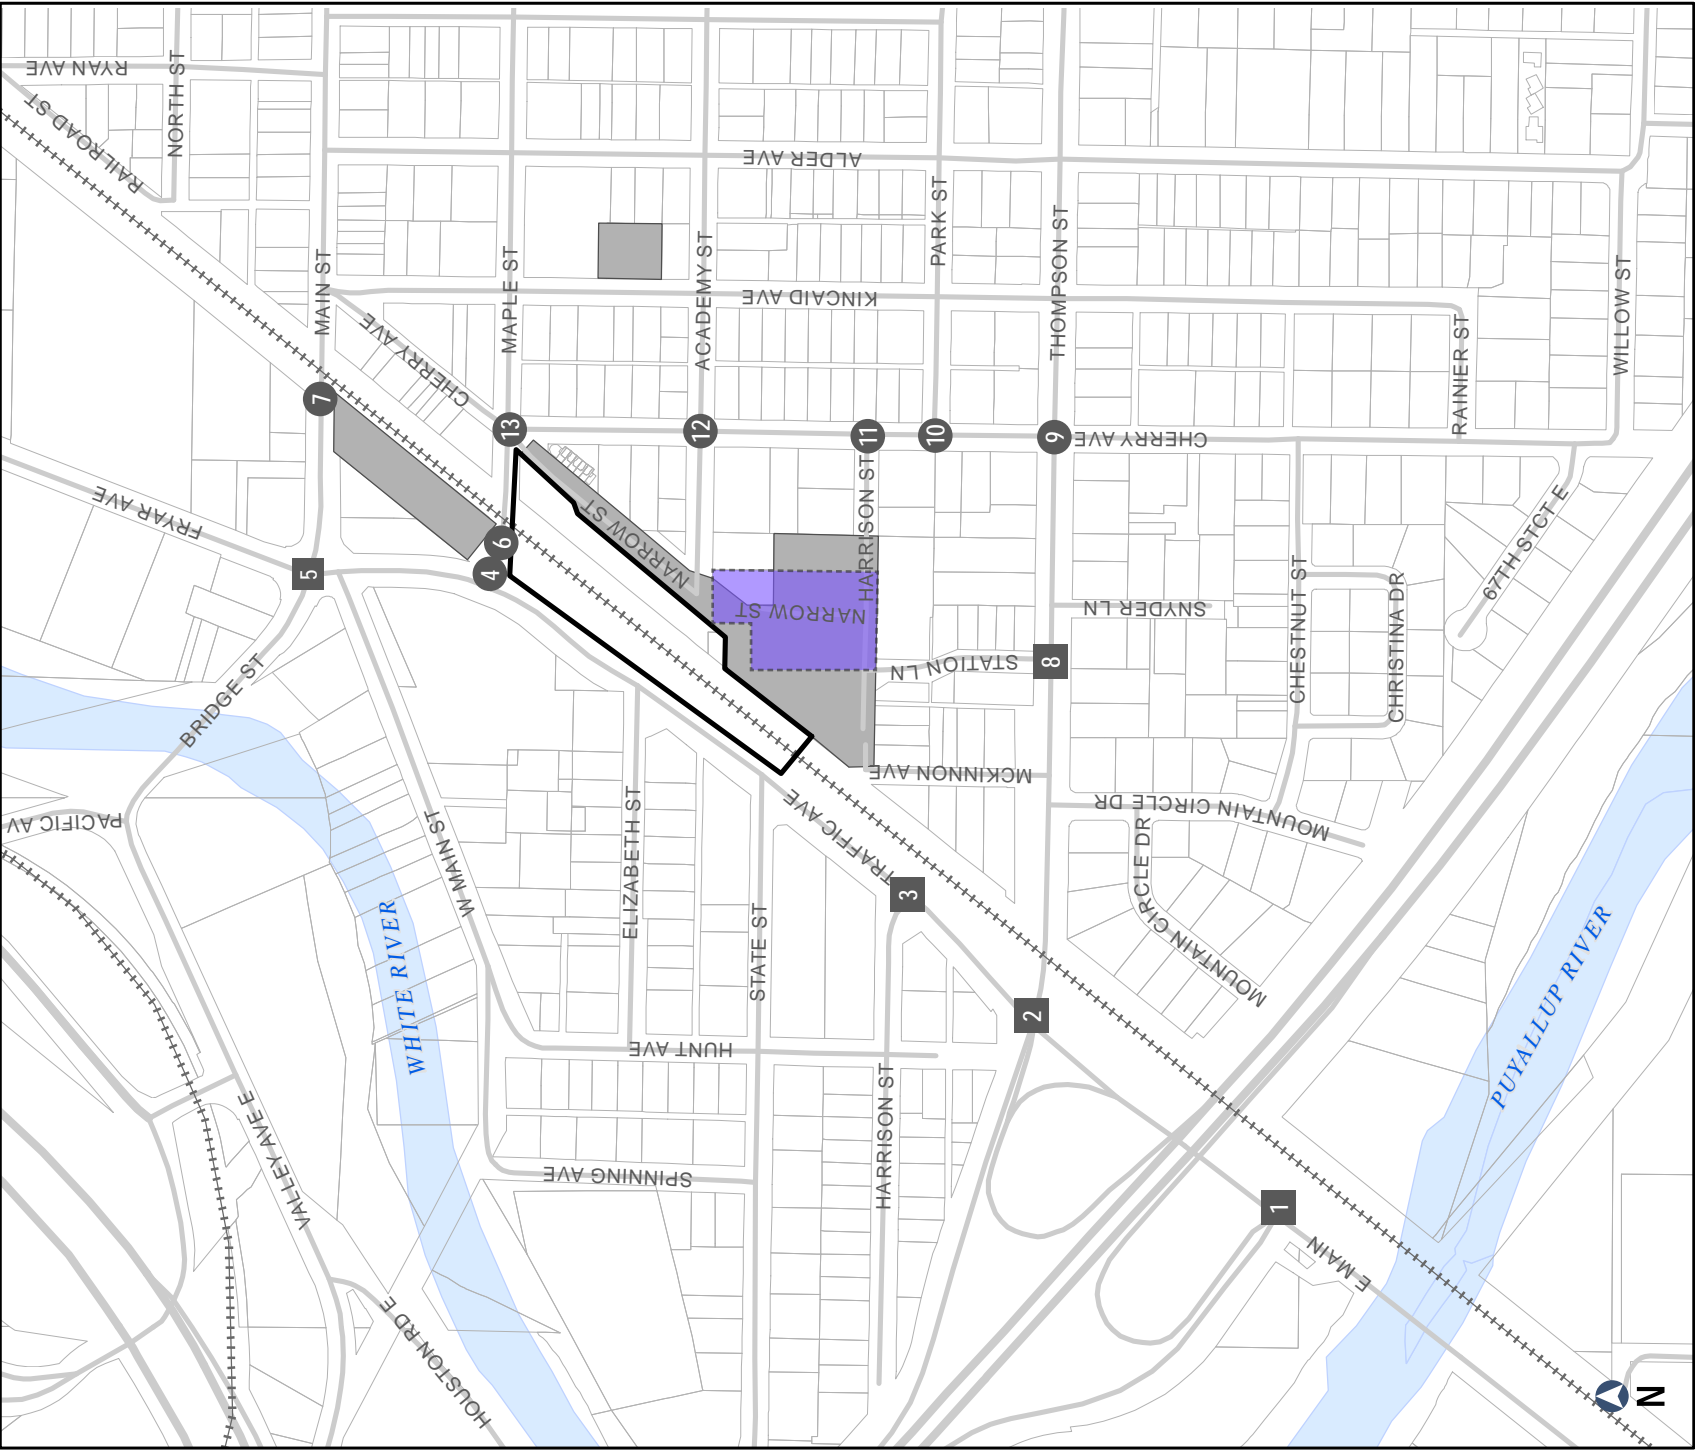 RYAN AVE
NORTH ST
RAILROAD ST
ALDER AVE
PARK ST
MAIN ST
MAPLE ST
ACADEMY ST
THOMPSON ST
WILLOW ST
KINCAID AVE
CHERRY AVE
RAINIER ST
7
13
12
11
10
9
CHERRY AVE
FRYAR AVE
NARROW ST
HARRISON ST
67TH STCT E
6
5
4
NARROW ST
SNYDER LN
CHESTNUT ST
CHRISTINA DR
STATION LN
8
BRIDGE ST
MCKINNON AVE
PACIFIC AV
W MAIN ST
ELIZABETH ST
TRAFFIC AVE
MOUNTAIN CIRCLE DR
MOUNTAIN CIRCLE DR
3
WHITE RIVER
STATE ST
2
PUYALLUP RIVER
HUNT AVE
HARRISON ST
VALLEY AVE E
SPINNING AVE
1
E MAIN
HOUSTON RD E
N